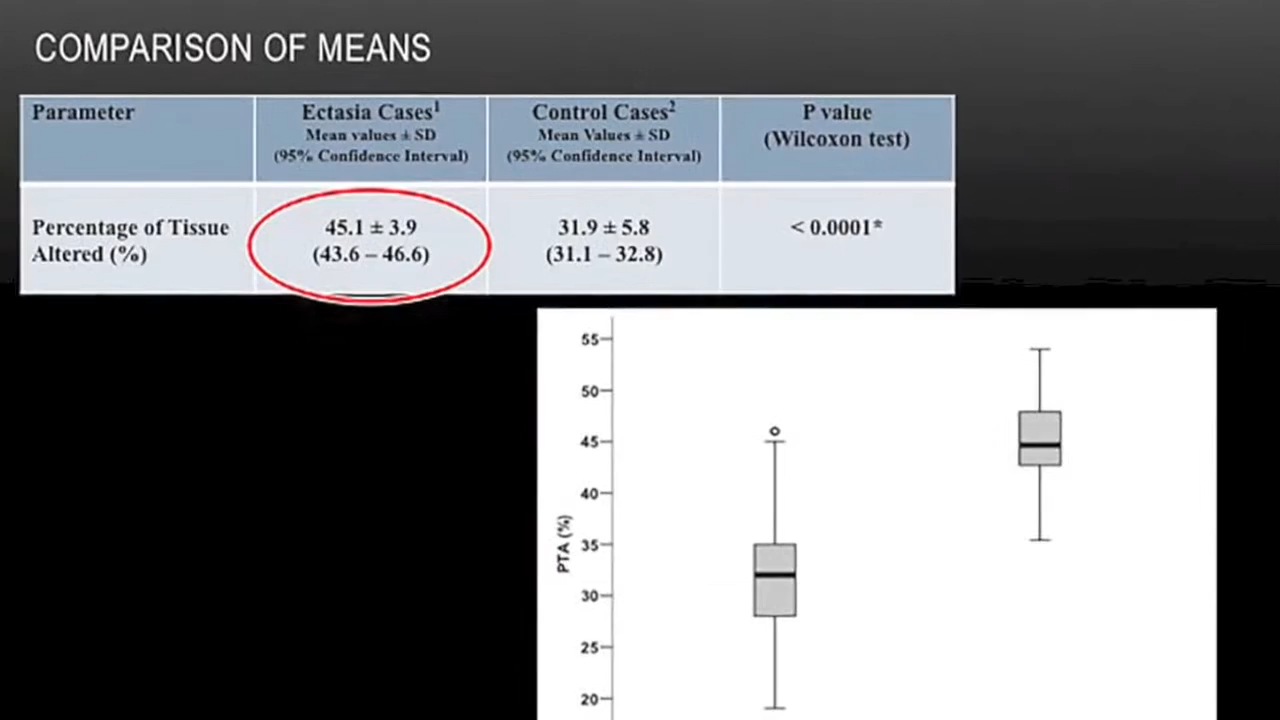 COMPARISON OF MEANS
Parameter
Ectasia Cases¹
Mean values ± SD
(95% Confidence Interval)
Control Cases²
Mean Values ± SD
(95% Confidence Interval)
P value
(Wilcoxon test)
Percentage of Tissue
Altered (%)
45.1 ± 3.9
(43.6 – 46.6)
31.9 ± 5.8
(31.1 – 32.8)
< 0.0001*
55
50
45
40
35
30
25
20
PTA (%)